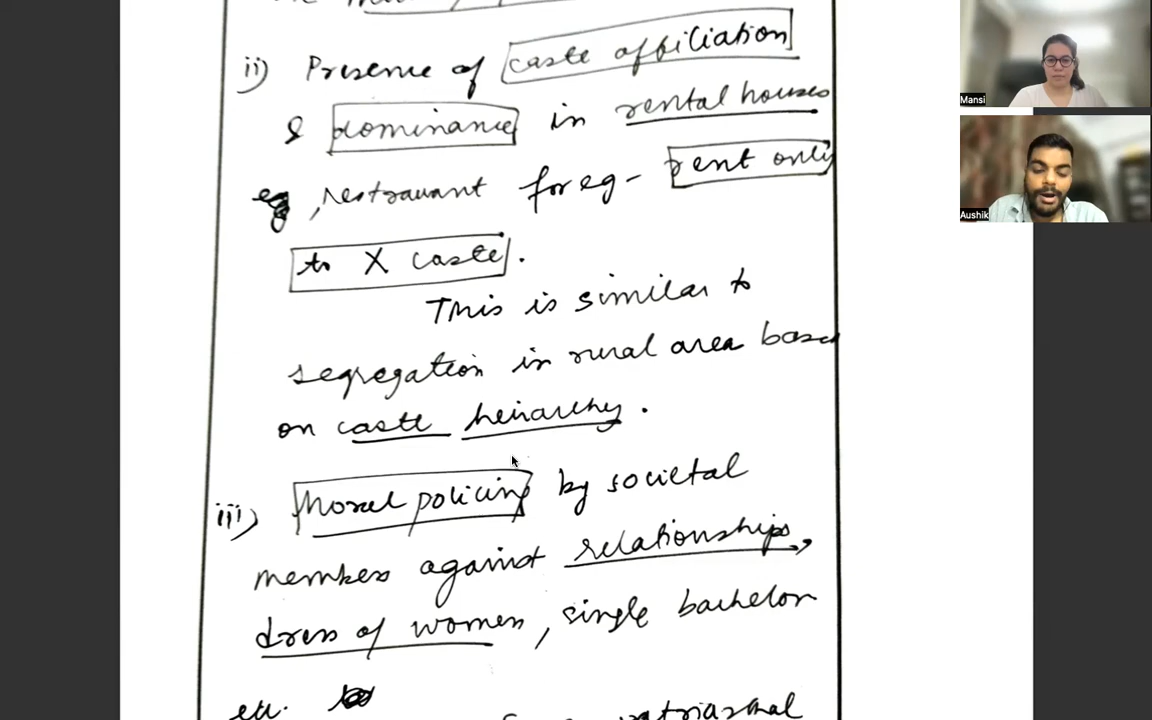 ii) Presence of caste affiliation
& dominance in rental houses
eg, restraurant for eg - rent only
to X caste.
This is similar to
segregation in rural area based
on caste heirarchy.
iii) Moral policing by societal
members against relationships,
dress of women, single bachelor
etc.
Mansi
Aushik